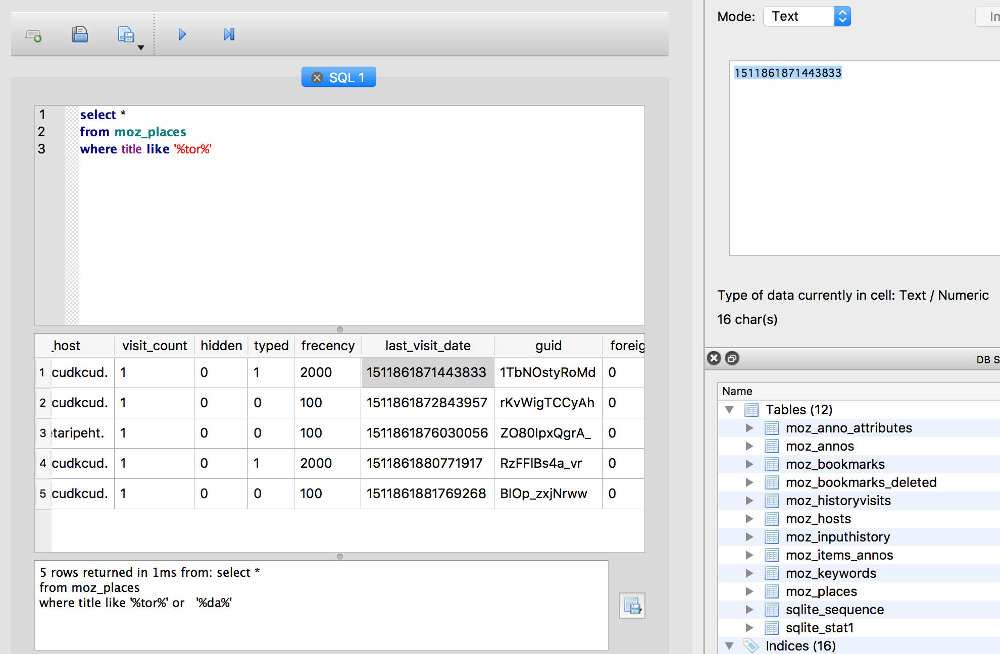 Mode: Text
SQL 1
1511861871443833
1 select *
2 from moz_places
3 where title like '%tor%'
Type of data currently in cell: Text / Numeric
16 char(s)
_host visit_count hidden typed frecency last_visit_date guid foreig
1 cudkcud. 1 0 1 2000 1511861871443833 1TbNOstyRoMd 0
2 cudkcud. 1 0 0 100 1511861872843957 rKvWigTCCyAh 0
3 taripeht. 1 0 0 100 1511861876030056 ZO80IpxQgrA_ 0
4 cudkcud. 1 0 1 2000 1511861880771917 RzFFlBs4a_vr 0
5 cudkcud. 1 0 0 100 1511861881769268 BlOp_zxjNrww 0
5 rows returned in 1ms from: select *
from moz_places
where title like '%tor%' or '%da%'
DB S
Name
Tables (12)
moz_anno_attributes
moz_annos
moz_bookmarks
moz_bookmarks_deleted
moz_historyvisits
moz_hosts
moz_inputhistory
moz_items_annos
moz_keywords
moz_places
sqlite_sequence
sqlite_stat1
Indices (16)